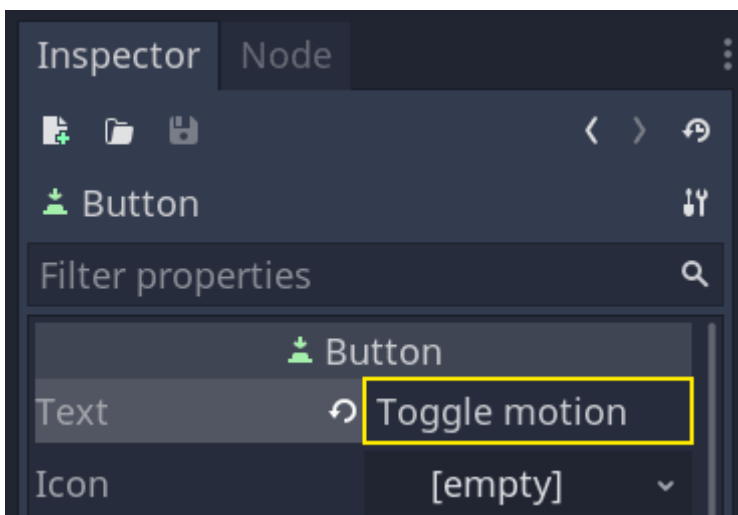 Inspector Node
Button
Filter properties
Button
Text Toggle motion
Icon [empty]